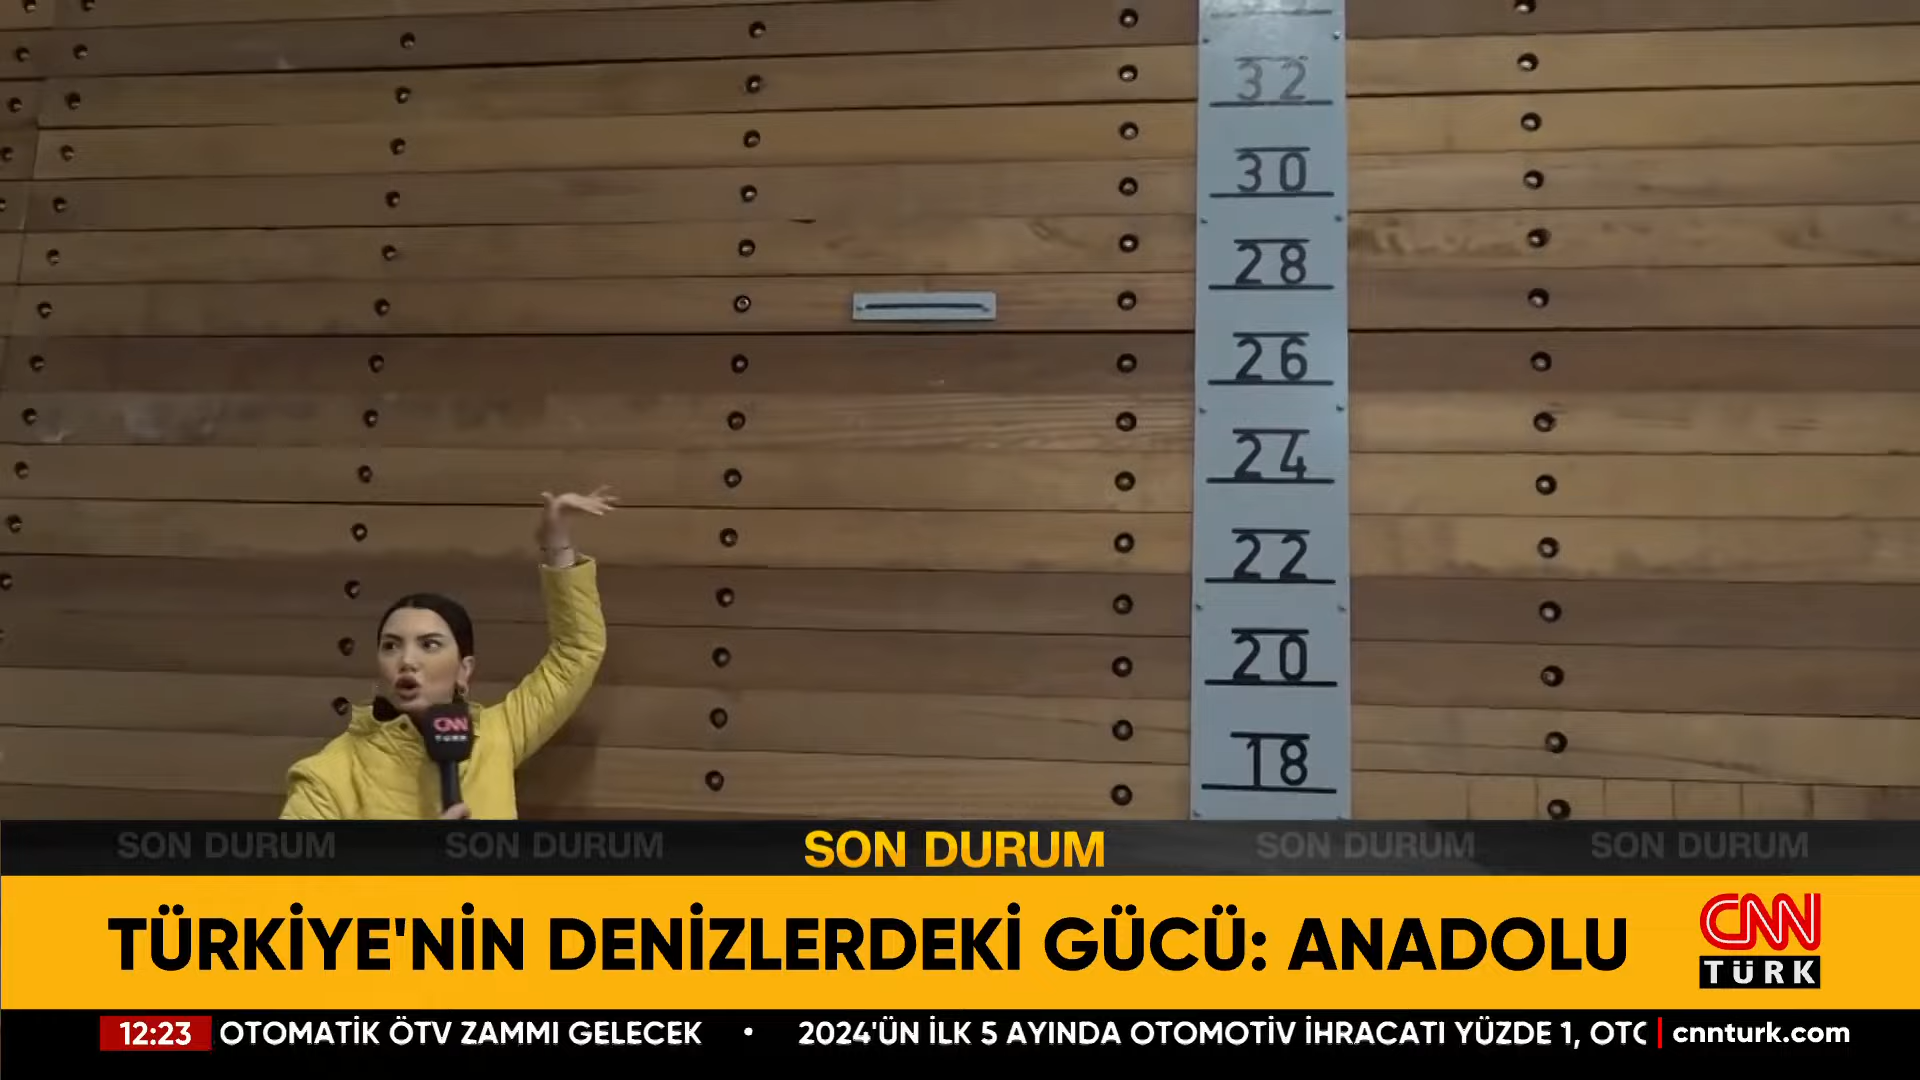 32
30
28
26
24
22
20
18
CNN
TÜRK
SON DURUM SON DURUM SON DURUM SON DURUM SON DURUM
TÜRKİYE'NİN DENİZLERDEKİ GÜCÜ: ANADOLU
CNN
TÜRK
12:23 OTOMATİK ÖTV ZAMMI GELECEK • 2024'ÜN İLK 5 AYINDA OTOMOTİV İHRACATI YÜZDE 1, OTO cnnturk.com